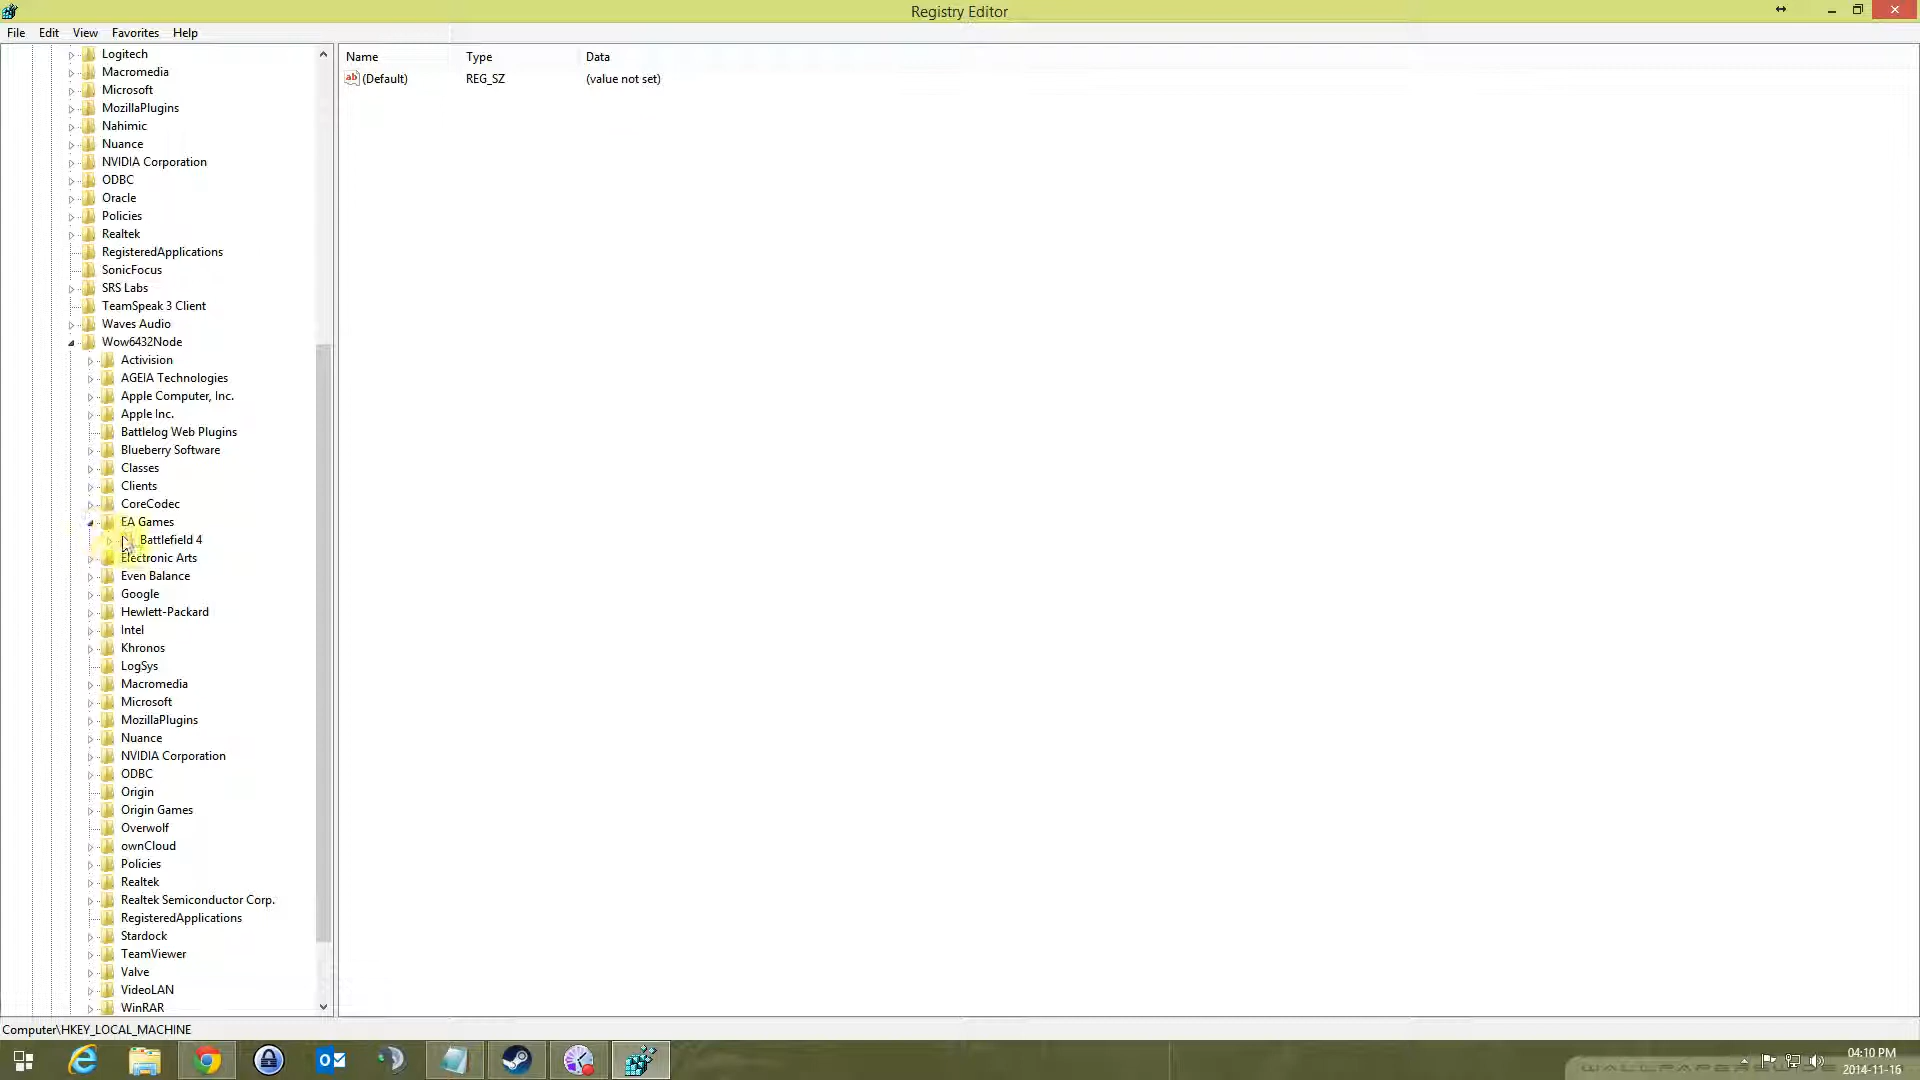 Registry Editor
File Edit View Favorites Help
Logitech
Macromedia
Microsoft
MozillaPlugins
Nahimic
Nuance
NVIDIA Corporation
ODBC
Oracle
Policies
Realtek
RegisteredApplications
SonicFocus
SRS Labs
TeamSpeak 3 Client
Waves Audio
Wow6432Node
Activision
AGEIA Technologies
Apple Computer, Inc.
Apple Inc.
Battlelog Web Plugins
Blueberry Software
Classes
Clients
CoreCodec
EA Games
Battlefield 4
Electronic Arts
Even Balance
Google
Hewlett-Packard
Intel
Khronos
LogSys
Macromedia
Microsoft
MozillaPlugins
Nuance
NVIDIA Corporation
ODBC
Origin
Origin Games
Overwolf
ownCloud
Policies
Realtek
Realtek Semiconductor Corp.
RegisteredApplications
Stardock
TeamViewer
Valve
VideoLAN
WinRAR
Name Type Data
ab (Default) REG_SZ (value not set)
Computer\HKEY_LOCAL_MACHINE
04:10 PM
2014-11-16